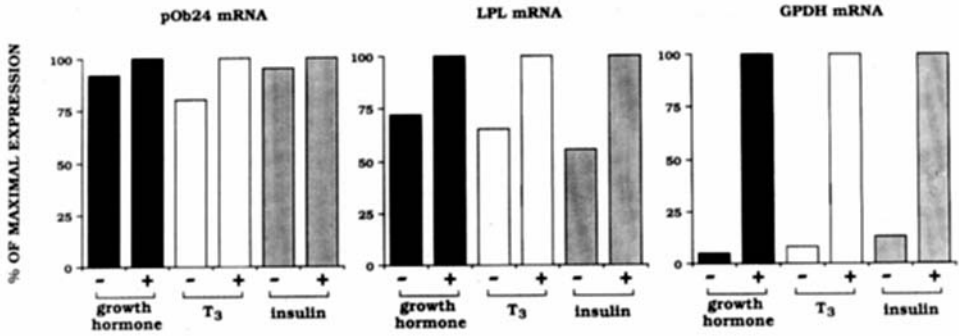 pOb24 mRNA
LPL mRNA
GPDH mRNA
% OF MAXIMAL EXPRESSION
100
75
50
25
0
- + - + - +
growth hormone
T3
insulin
100
75
50
25
0
- + - + - +
growth hormone
T3
insulin
100
75
50
25
0
- + - + - +
growth hormone
T3
insulin